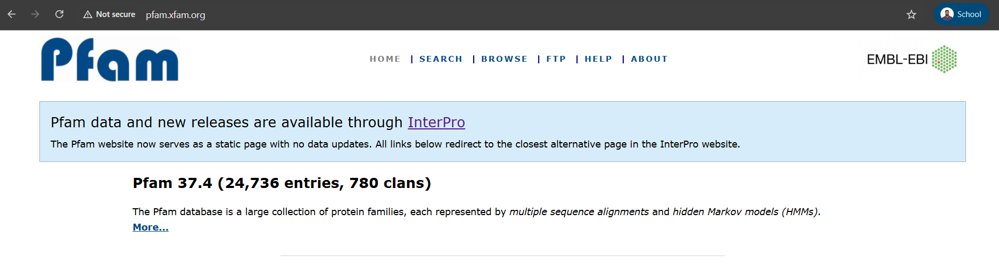 Not secure pfam.xfam.org School
Pfam HOME | SEARCH | BROWSE | FTP | HELP | ABOUT EMBL-EBI
Pfam data and new releases are available through InterPro
The Pfam website now serves as a static page with no data updates. All links below redirect to the closest alternative page in the InterPro website.
Pfam 37.4 (24,736 entries, 780 clans)
The Pfam database is a large collection of protein families, each represented by multiple sequence alignments and hidden Markov models (HMMs).
More...